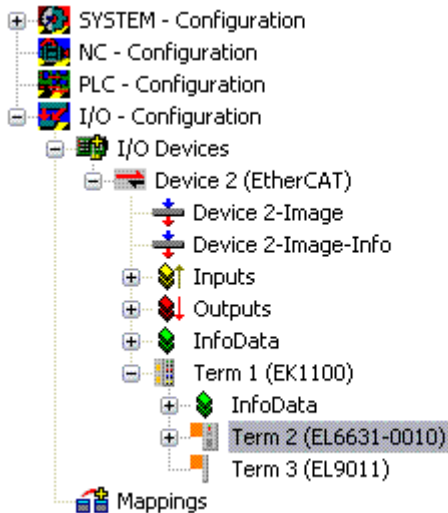 SYSTEM - Configuration
NC - Configuration
PLC - Configuration
I/O - Configuration
I/O Devices
Device 2 (EtherCAT)
Device 2-Image
Device 2-Image-Info
Inputs
Outputs
InfoData
Term 1 (EK1100)
InfoData
Term 2 (EL6631-0010)
Term 3 (EL9011)
Mappings